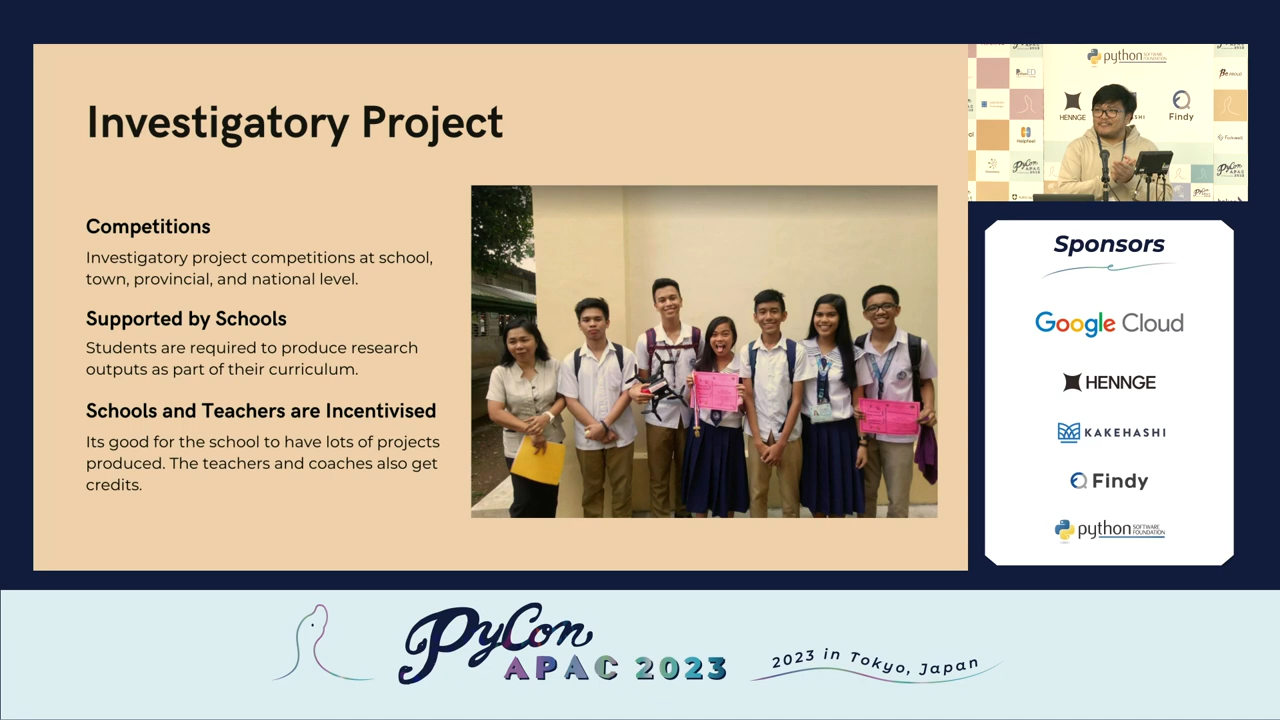 Investigatory Project
Competitions
Investigatory project competitions at school,
town, provincial, and national level.
Supported by Schools
Students are required to produce research
outputs as part of their curriculum.
Schools and Teachers are Incentivised
Its good for the school to have lots of projects
produced. The teachers and coaches also get
credits.
python
SOFTWARE
FOUNDATION
HENNGE
Findy
Sponsors
Google Cloud
HENNGE
KAKEHASHI
Findy
python
SOFTWARE
FOUNDATION
PyCon
APAC 2023
2023 in Tokyo, Japan